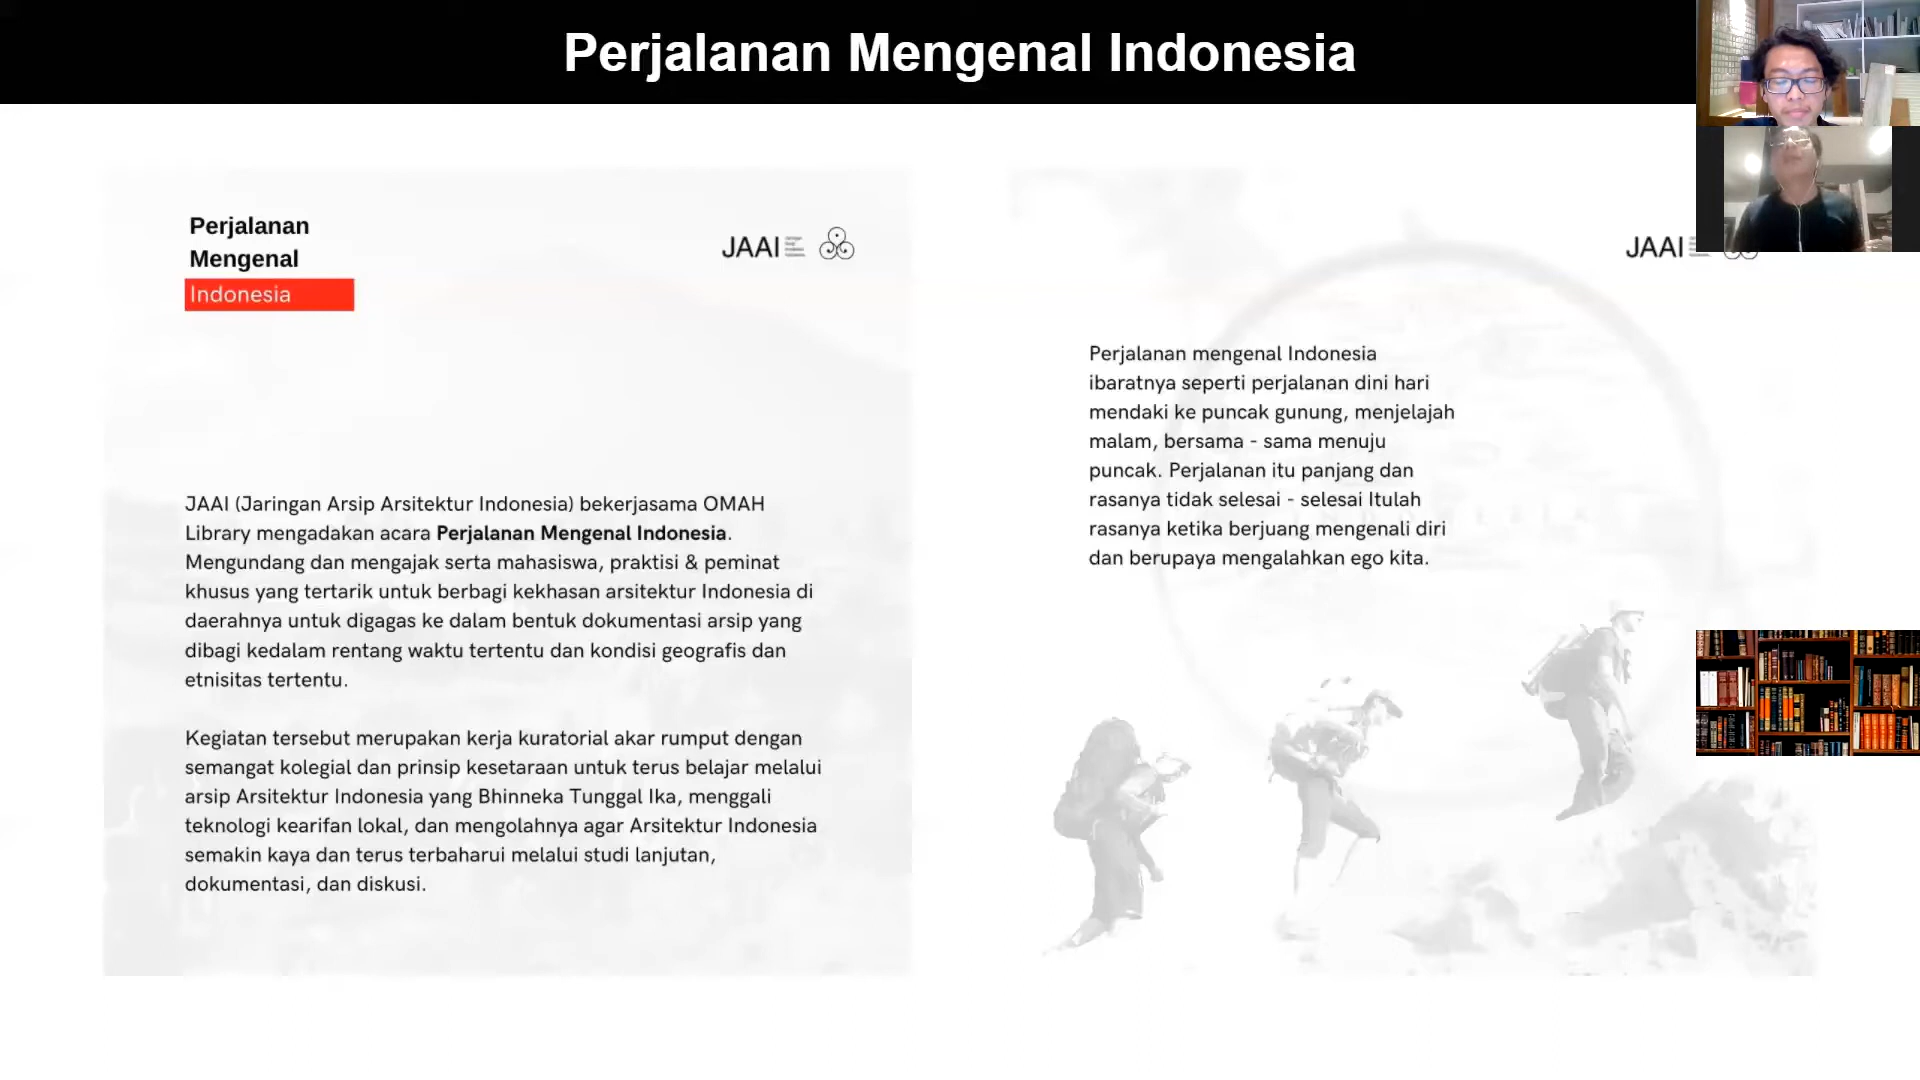 Perjalanan Mengenal Indonesia
Perjalanan
Mengenal
Indonesia
JAAI
JAAI (Jaringan Arsip Arsitektur Indonesia) bekerjasama OMAH
Library mengadakan acara Perjalanan Mengenal Indonesia.
Mengundang dan mengajak serta mahasiswa, praktisi & peminat
khusus yang tertarik untuk berbagi kekhasan arsitektur Indonesia di
daerahnya untuk digagas ke dalam bentuk dokumentasi arsip yang
dibagi kedalam rentang waktu tertentu dan kondisi geografis dan
etnisitas tertentu.
Kegiatan tersebut merupakan kerja kuratorial akar rumput dengan
semangat kolegial dan prinsip kesetaraan untuk terus belajar melalui
arsip Arsitektur Indonesia yang Bhinneka Tunggal Ika, menggali
teknologi kearifan lokal, dan mengolahnya agar Arsitektur Indonesia
semakin kaya dan terus terbaharui melalui studi lanjutan,
dokumentasi, dan diskusi.
JAAI
Perjalanan mengenal Indonesia
ibaratnya seperti perjalanan dini hari
mendaki ke puncak gunung, menjelajah
malam, bersama - sama menuju
puncak. Perjalanan itu panjang dan
rasanya tidak selesai - selesai Itulah
rasanya ketika berjuang mengenali diri
dan berupaya mengalahkan ego kita.